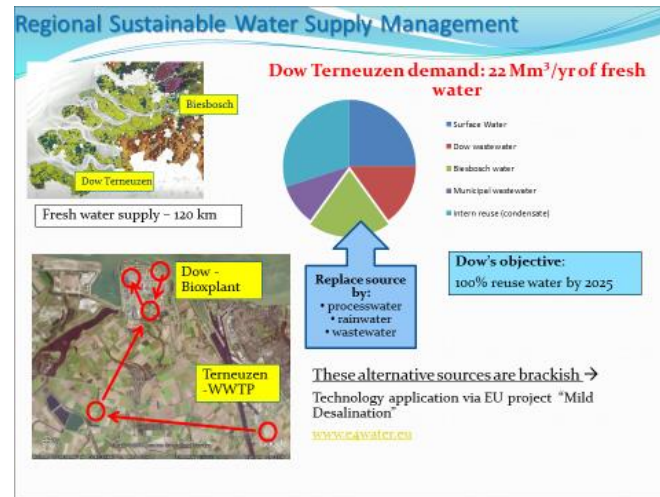 Regional Sustainable Water Supply Management
Dow Terneuzen demand: 22 Mm³/yr of fresh
water
Biesbosch
Dow Terneuzen
Fresh water supply – 120 km
Surface Water
Dow wastewater
Biesbosch water
Municipal wastewater
Intern reuse (condensate)
Dow -
Bioxplant
Terneuzen
-WWTP
Replace source
by:
• processwater
• rainwater
• wastewater
Dow's objective:
100% reuse water by 2025
These alternative sources are brackish →
Technology application via EU project “Mild
Desalination”
www.e4water.eu